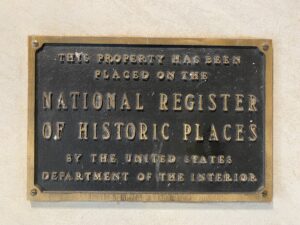 THIS PROPERTY HAS BEEN
PLACED ON THE
NATIONAL REGISTER
OF HISTORIC PLACES
BY THE UNITED STATES
DEPARTMENT OF THE INTERIOR